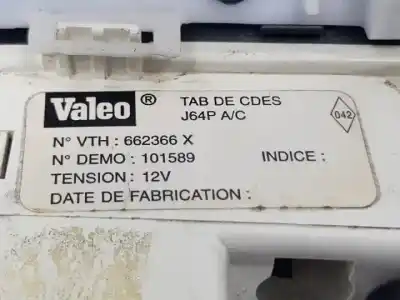 Valeo ® TAB DE CDES
J64P A/C
042
N° VTH : 662366 X
N° DEMO : 101589 INDICE :
TENSION : 12V
DATE DE FABRICATION :